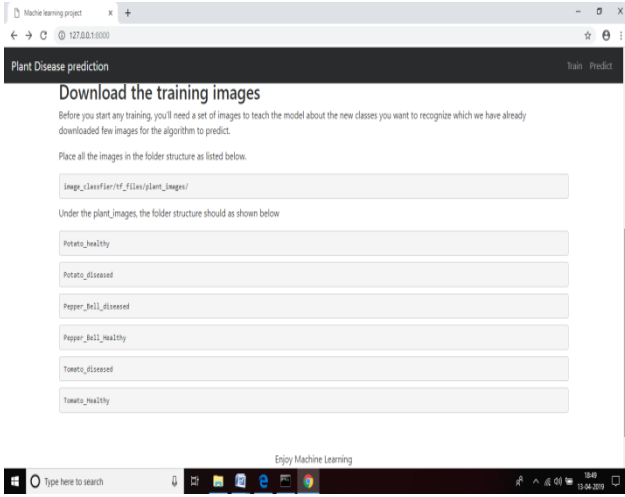 Machie learning project
127.0.0.1:8000
Plant Disease prediction
Train Predict
Download the training images
Before you start any training, you'll need a set of images to teach the model about the new classes you want to recognize which we have already
downloaded few images for the algorithm to predict.
Place all the images in the folder structure as listed below.
image_classfier/tf_files/plant_images/
Under the plant_images, the folder structure should as shown below
Potato_healthy
Potato_diseased
Pepper_Bell_diseased
Pepper_Bell_Healthy
Tomato_diseased
Tomato_Healthy
Enjoy Machine Learning
Type here to search
18:49
13-04-2019